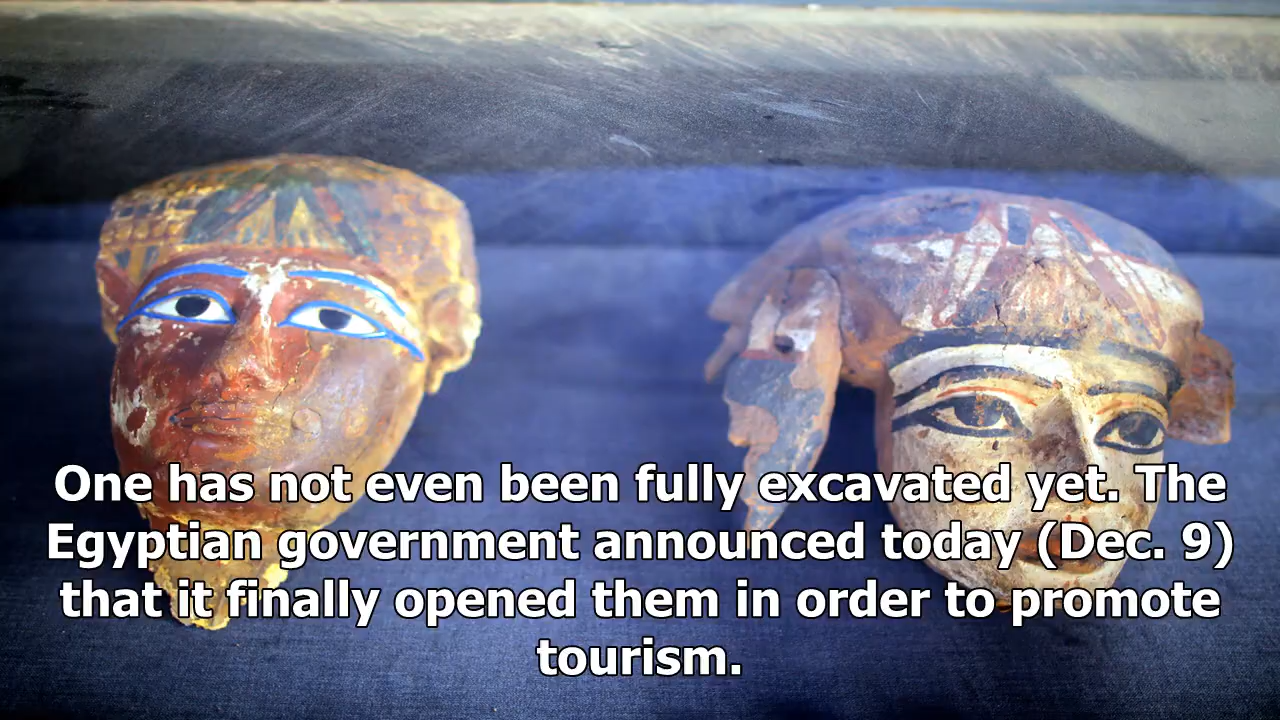 One has not even been fully excavated yet. The
Egyptian government announced today (Dec. 9)
that it finally opened them in order to promote
tourism.